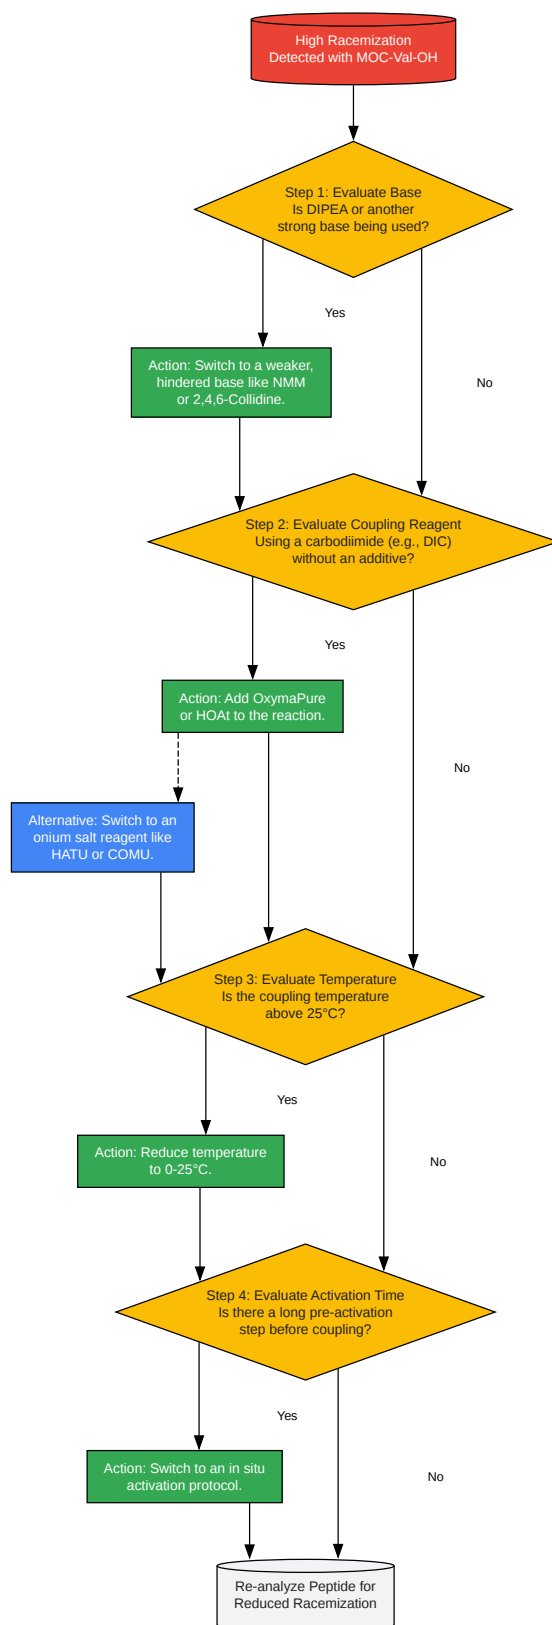 High Racemization
Detected with MOC-Val-OH
Step 1: Evaluate Base
Is DIPEA or another
strong base being used?
Yes
No
Action: Switch to a weaker,
hindered base like NMM
or 2,4,6-Collidine.
Step 2: Evaluate Coupling Reagent
Using a carbodiimide (e.g., DIC)
without an additive?
Yes
No
Action: Add OxymaPure
or HOAt to the reaction.
Alternative: Switch to an
onium salt reagent like
HATU or COMU.
Step 3: Evaluate Temperature
Is the coupling temperature
above 25°C?
Yes
No
Action: Reduce temperature
to 0-25°C.
Step 4: Evaluate Activation Time
Is there a long pre-activation
step before coupling?
Yes
No
Action: Switch to an in situ
activation protocol.
Re-analyze Peptide for
Reduced Racemization